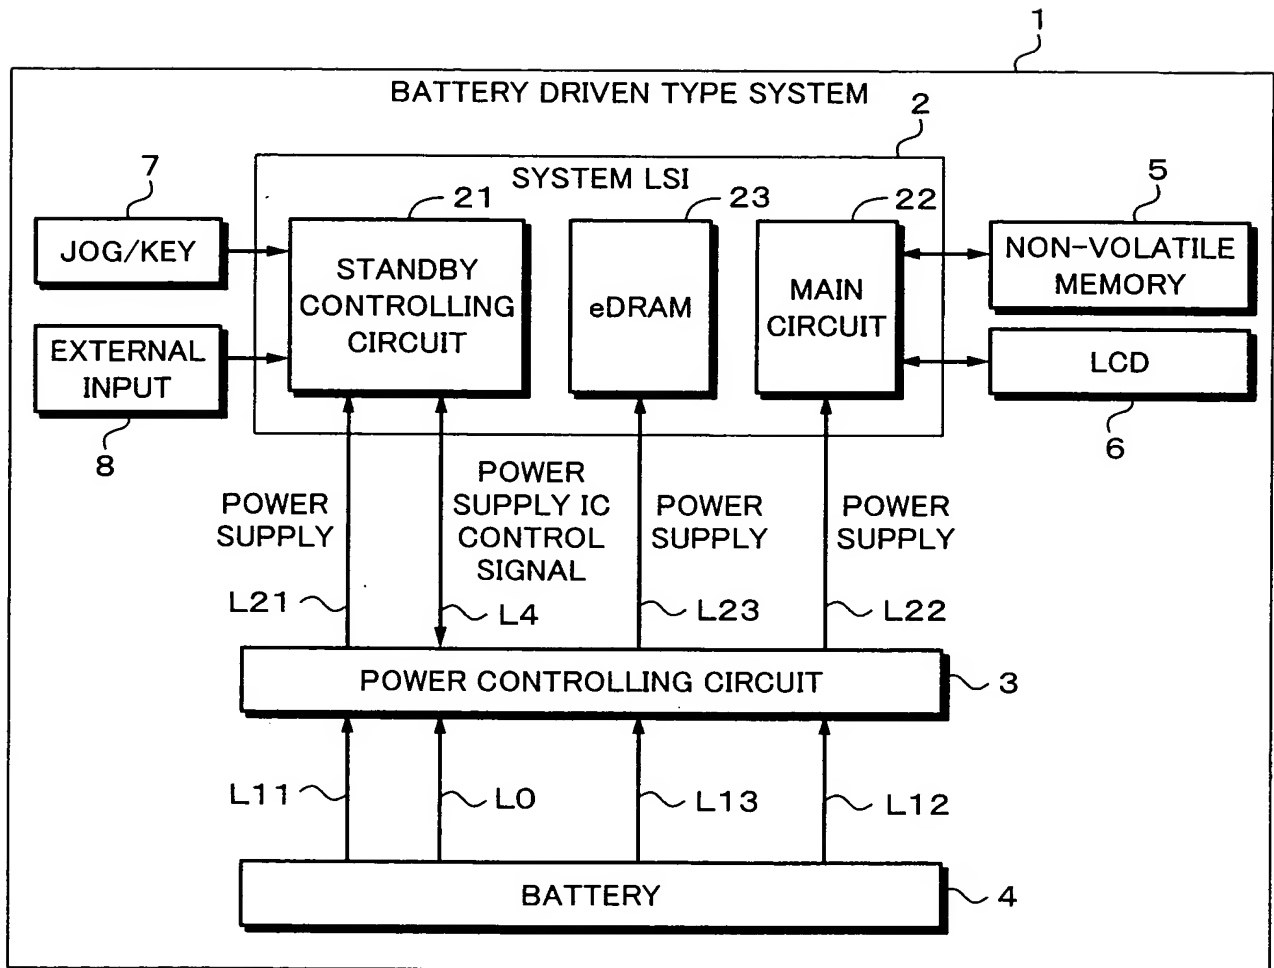 1
BATTERY DRIVEN TYPE SYSTEM
2
7
SYSTEM LSI
5
21
23
22
JOG/KEY
STANDBY
CONTROLLING
CIRCUIT
eDRAM
MAIN
CIRCUIT
NON-VOLATILE
MEMORY
EXTERNAL
INPUT
LCD
8
6
POWER
SUPPLY
POWER
SUPPLY IC
CONTROL
SIGNAL
POWER
SUPPLY
POWER
SUPPLY
L21
L4
L23
L22
POWER CONTROLLING CIRCUIT
3
L11
L0
L13
L12
BATTERY
4